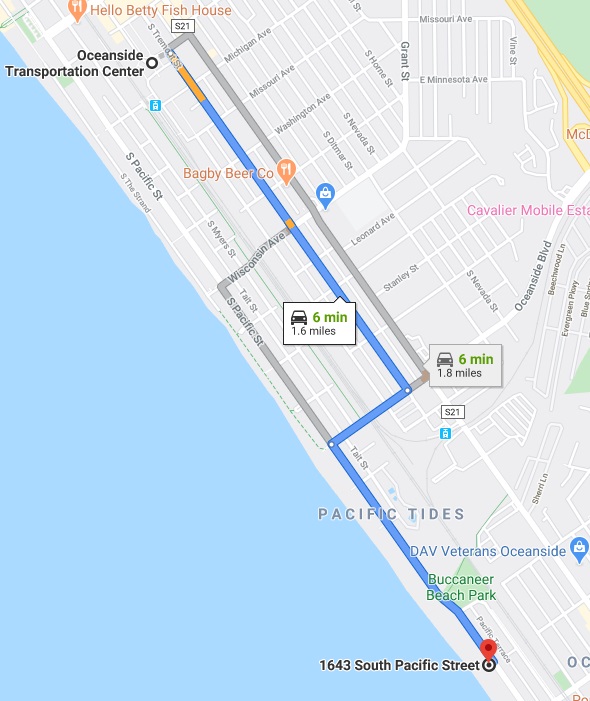 Hello Betty Fish House
S21
Missouri Ave
Vine St
Oceanside
Transportation Center
S Tremont St
Michigan Ave
Grant St
S Horne St
E Minnesota Ave
Missouri Ave
Washington Ave
S Nevada St
S Ditmar St
McD
S Pacific St
S The Strand
Bagby Beer Co
Cavalier Mobile Esta
Leonard Ave
S Myers St
Wisconsin Ave
Oceanside Blvd
Beechwood Ln
Stanley St
S Nevada St
Evergreen Pkwy
Blue Spru
Tait St
S Pacific St
6 min
1.6 miles
6 min
1.8 miles
S21
Tait St
Sherri Ln
PACIFIC TIDES
DAV Veterans Oceanside
Buccaneer
Beach Park
Pacific Terrace
1643 South Pacific Street
OC
Po